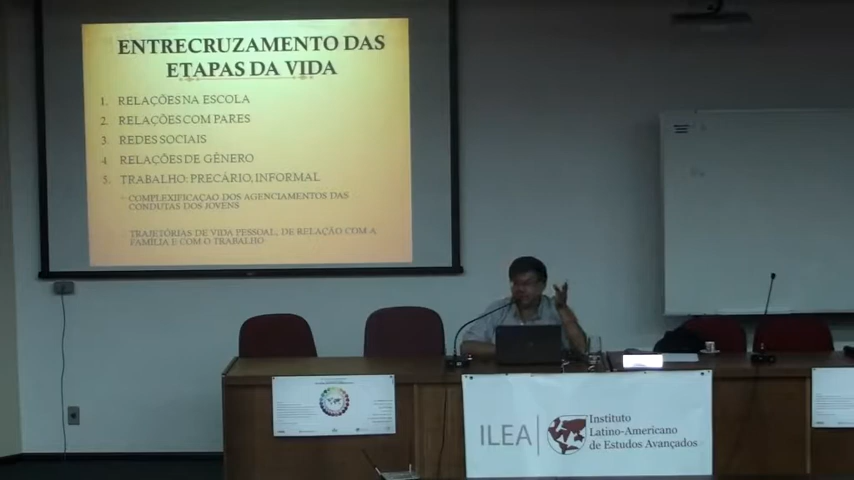 ENTRECRUZAMENTO DAS
ETAPAS DA VIDA
1. RELAÇÕES NA ESCOLA
2. RELAÇÕES COM PARES
3. REDES SOCIAIS
4. RELAÇÕES DE GÊNERO
5. TRABALHO: PRECÁRIO, INFORMAL
COMPLEXIFICAÇAO DOS AGENCIAMENTOS DAS
CONDUTAS DOS JOVENS
TRAJETÓRIAS DE VIDA PESSOAL, DE RELAÇÃO COM A
FAMÍLIA E COM O TRABALHO
ILEA
Instituto
Latino-Americano
de Estudos Avançados